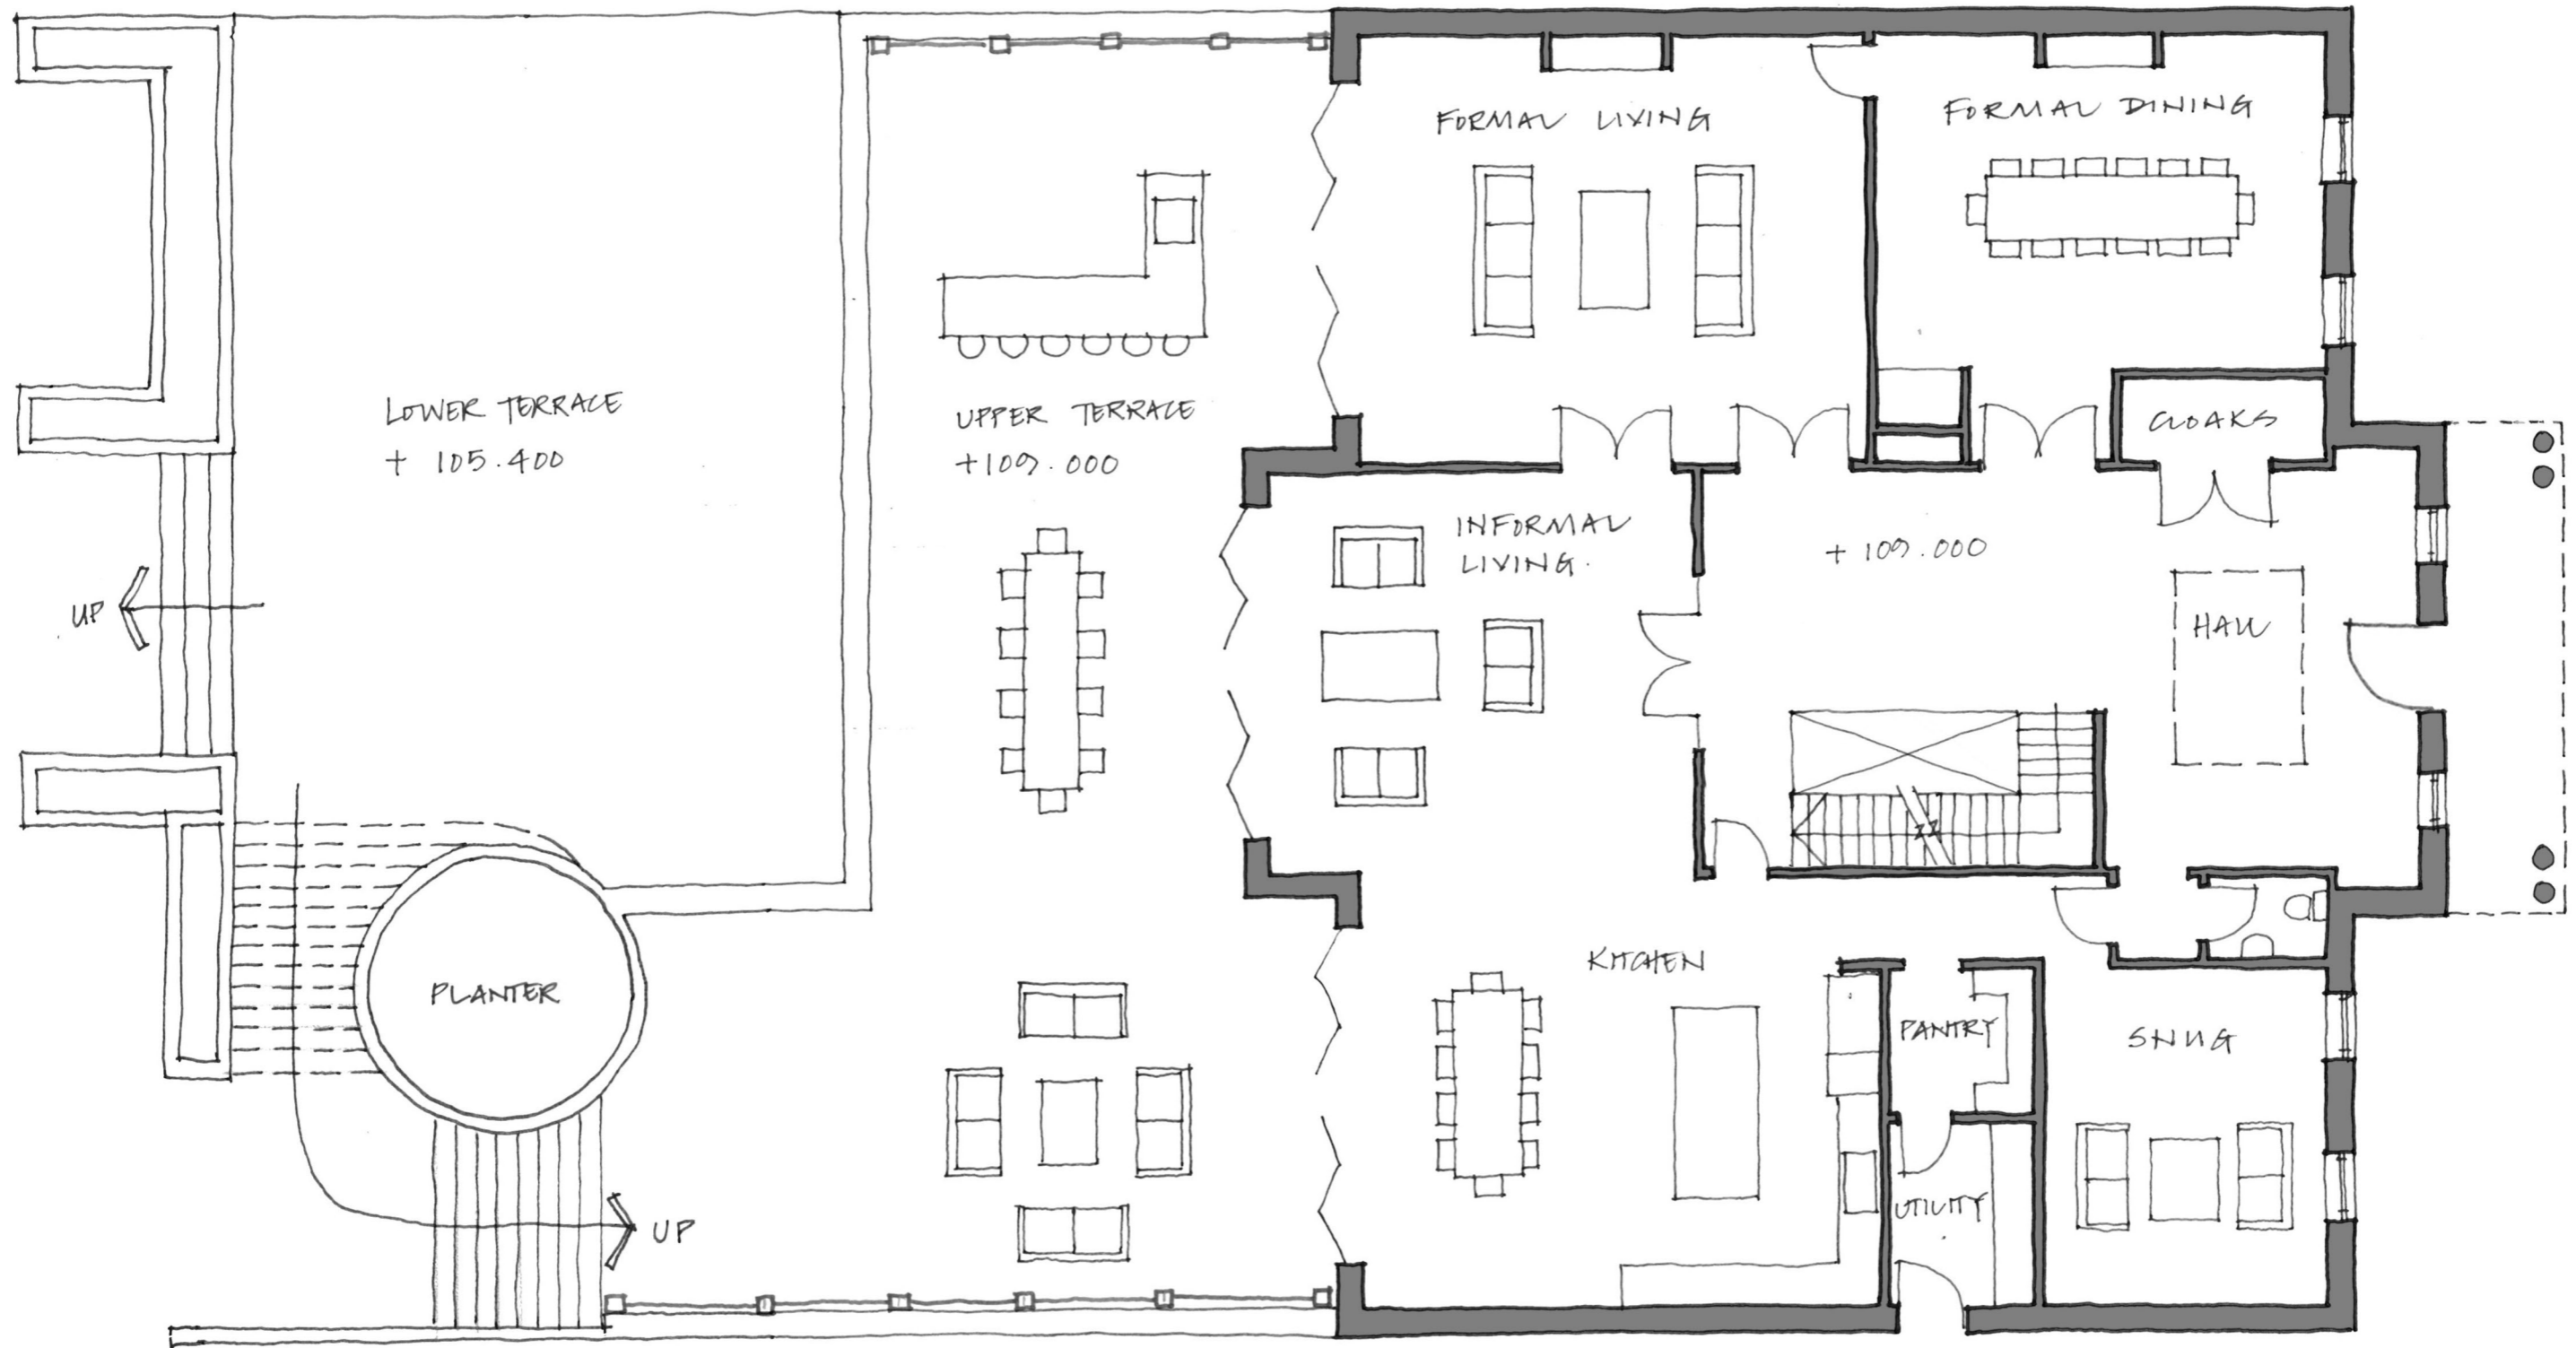 FORMAL LIVING
FORMAL DINING
LOWER TERRACE
+ 105.400
UPPER TERRACE
+109.000
CLOAKS
INFORMAL
LIVING.
+ 109.000
UP
HALL
KITCHEN
PLANTER
PANTRY
SNUG
UTILITY
UP